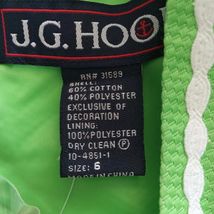 J.G.HOO
RN# 31589
SHELL:
60% COTTON
40% POLYESTER
EXCLUSIVE OF
DECORATION
LINING:
100% POLYESTER
DRY CLEAN Ⓟ
10-4851-1
SIZE: 6
MADE IN CHINA